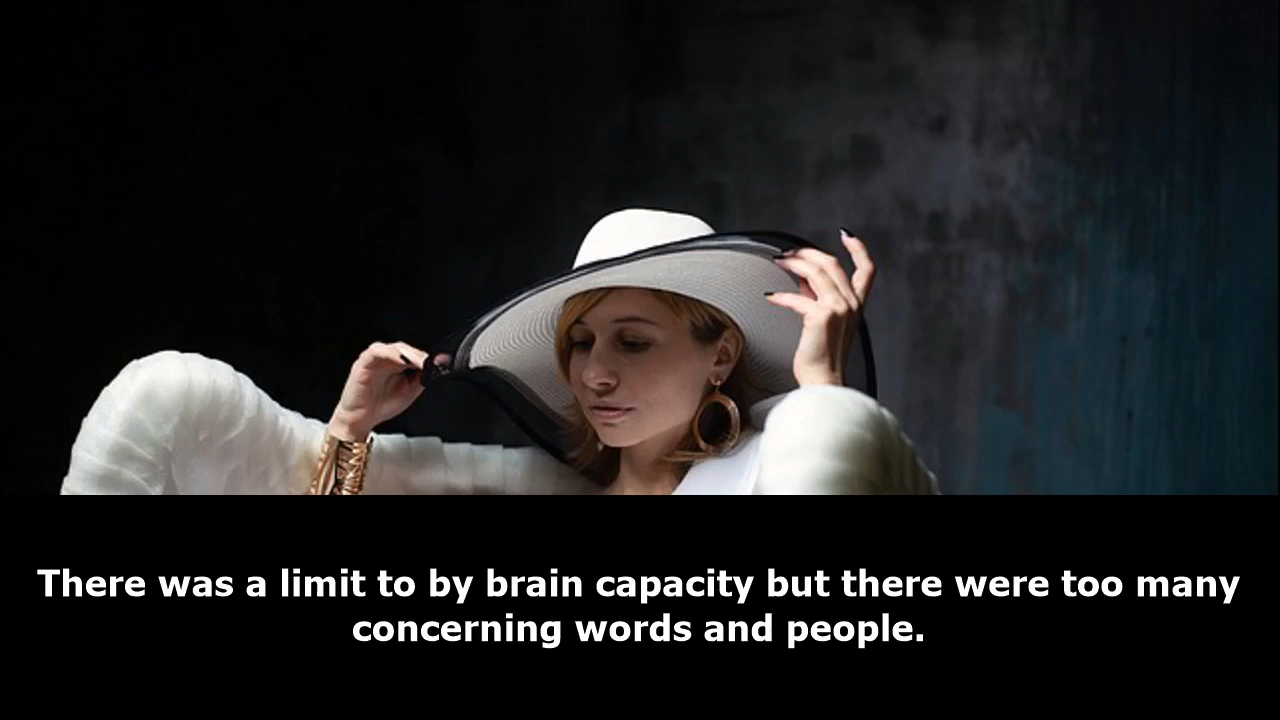 There was a limit to by brain capacity but there were too many
concerning words and people.